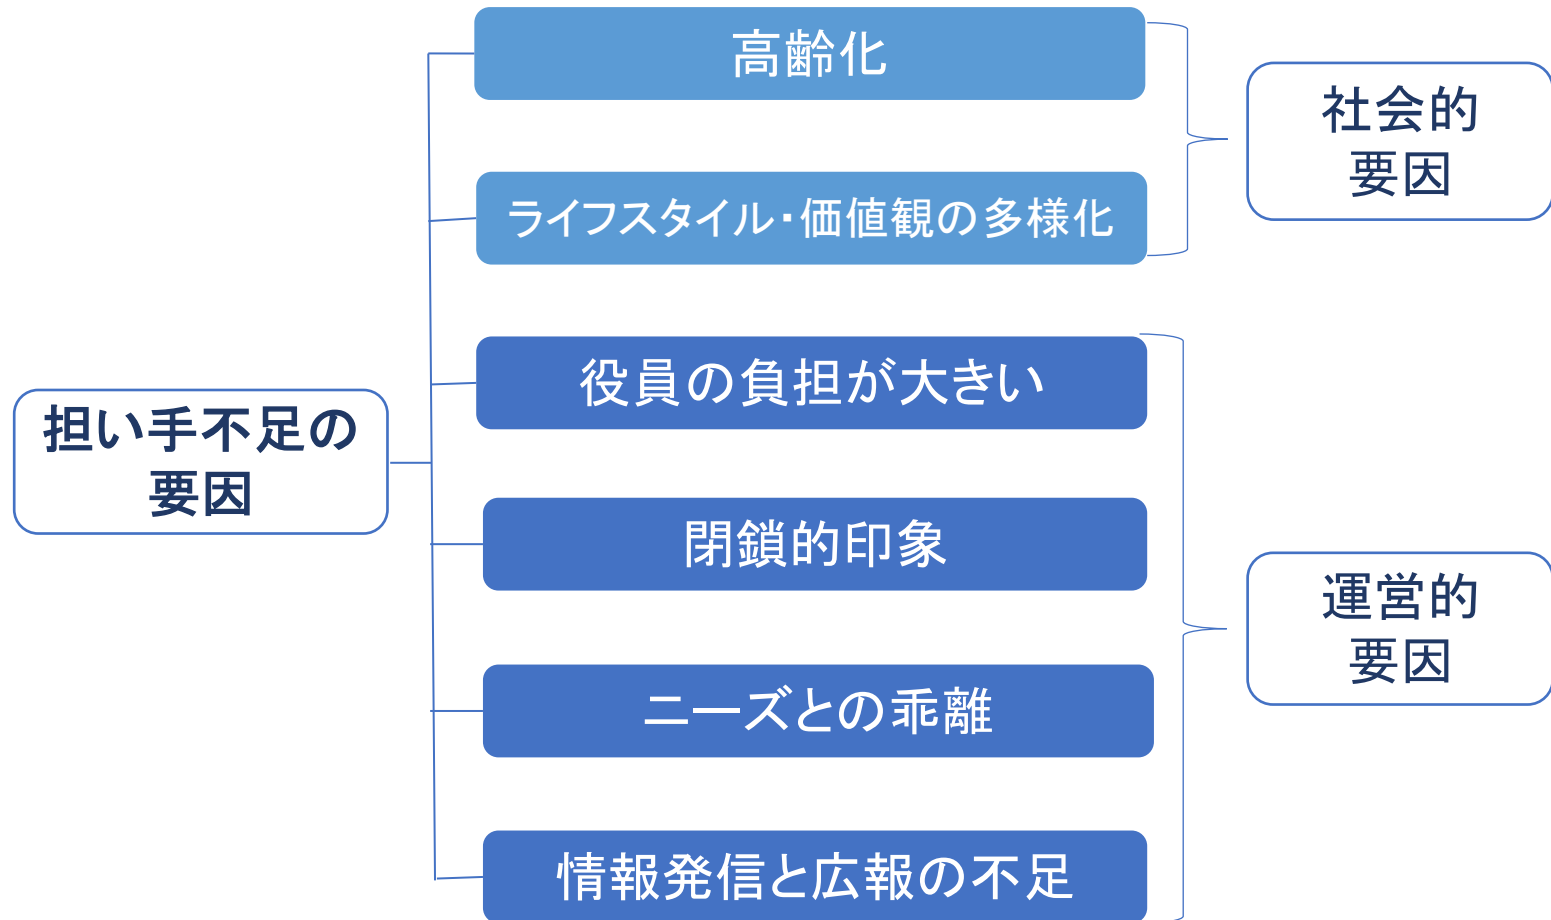 高齢化
社会的
要因
ライフスタイル・価値観の多様化
役員の負担が大きい
担い手不足の
要因
閉鎖的印象
運営的
要因
ニーズとの乖離
情報発信と広報の不足